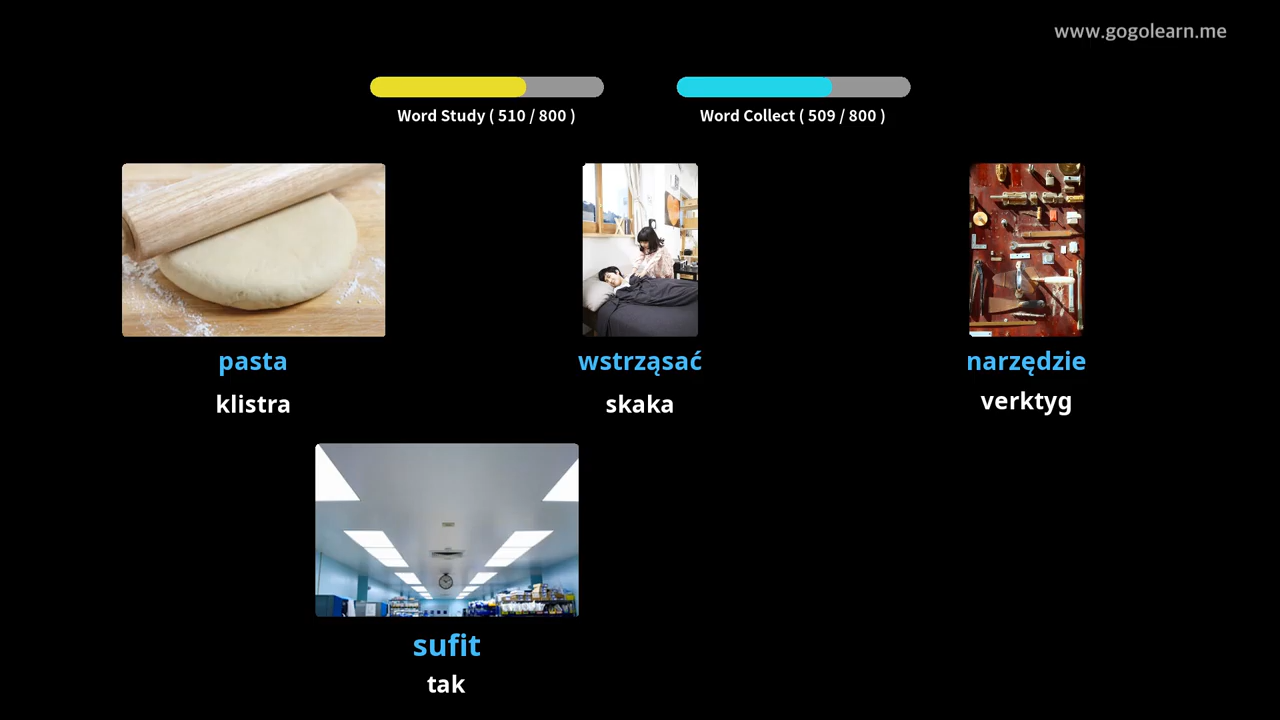 www.gogolearn.me
Word Study ( 510 / 800 )
Word Collect ( 509 / 800 )
pasta
klistra
wstrząsać
skaka
narzędzie
verktyg
sufit
tak